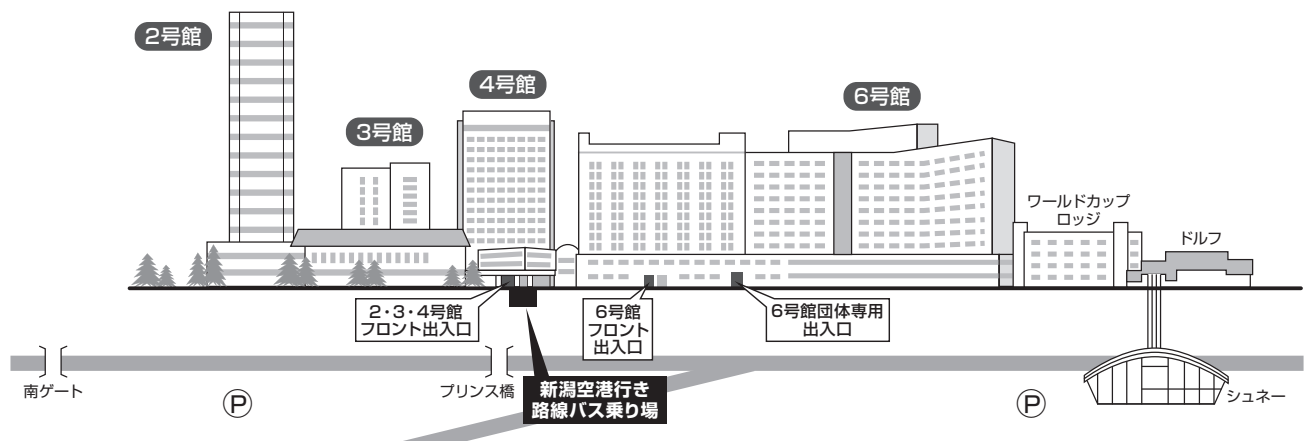 2号館
3号館
4号館
6号館
ワールドカップ
ロッジ
ドルフ
2・3・4号館
フロント出入口
6号館
フロント
出入口
6号館団体専用
出入口
南ゲート
プリンス橋
新潟空港行き
路線バス乗り場
シュネー
P
P